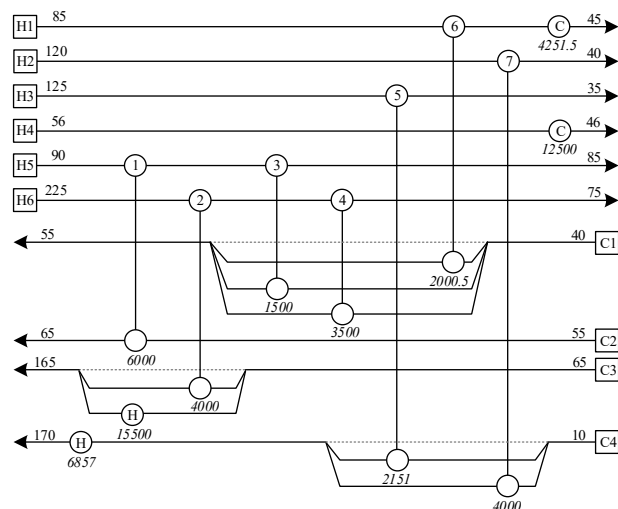 H1 85 6 C 45
4251.5
H2 120 7 40
H3 125 5 35
H4 56 C 46
12500
H5 90 1 3 85
H6 225 2 4 75
55 40 C1
2000.5
1500
3500
65 55 C2
6000
165 65 C3
4000
H
15500
170 H 10 C4
6857 2151
4000